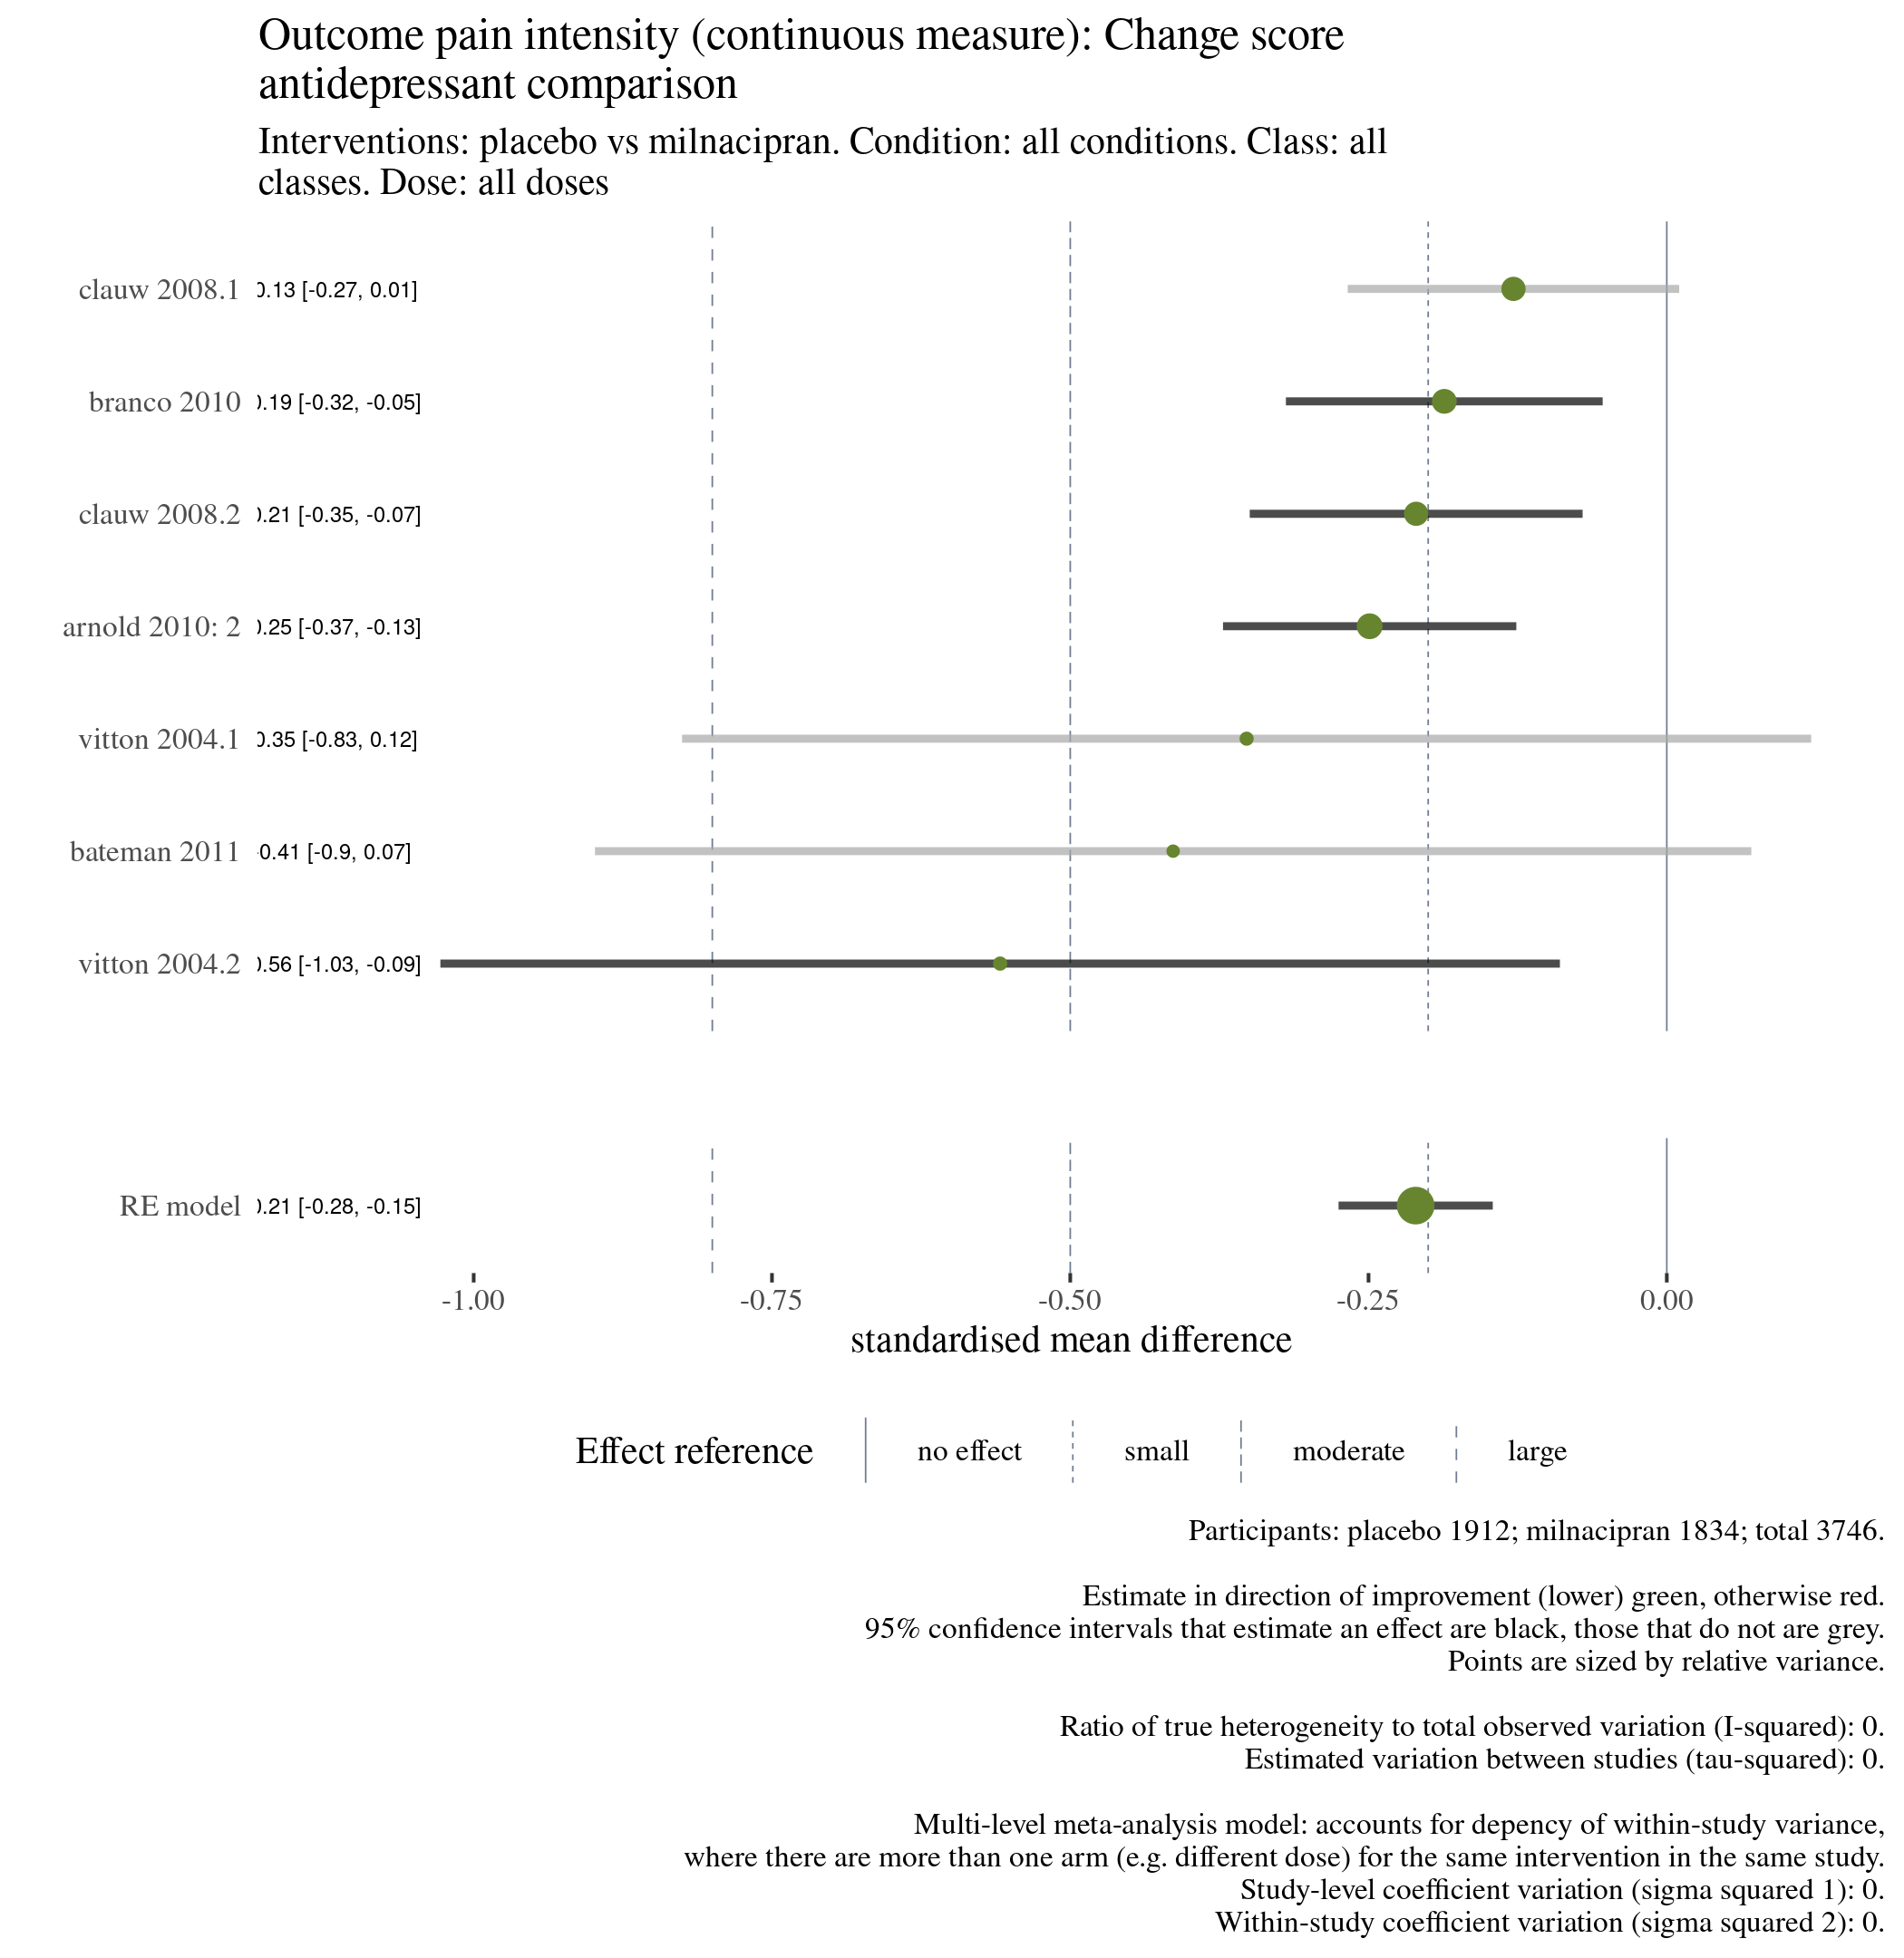 Outcome pain intensity (continuous measure): Change score
antidepressant comparison
Interventions: placebo vs milnacipran. Condition: all conditions. Class: all
classes. Dose: all doses
clauw 2008.1 0.13 [-0.27, 0.01]
branco 2010 0.19 [-0.32, -0.05]
clauw 2008.2 0.21 [-0.35, -0.07]
arnold 2010: 2 0.25 [-0.37, -0.13]
vitton 2004.1 0.35 [-0.83, 0.12]
bateman 2011 -0.41 [-0.9, 0.07]
vitton 2004.2 0.56 [-1.03, -0.09]
RE model 0.21 [-0.28, -0.15]
-1.00 -0.75 -0.50 -0.25 0.00
standardised mean difference
Effect reference no effect small moderate large
Participants: placebo 1912; milnacipran 1834; total 3746.
Estimate in direction of improvement (lower) green, otherwise red.
95% confidence intervals that estimate an effect are black, those that do not are grey.
Points are sized by relative variance.
Ratio of true heterogeneity to total observed variation (I-squared): 0.
Estimated variation between studies (tau-squared): 0.
Multi-level meta-analysis model: accounts for depency of within-study variance,
where there are more than one arm (e.g. different dose) for the same intervention in the same study.
Study-level coefficient variation (sigma squared 1): 0.
Within-study coefficient variation (sigma squared 2): 0.